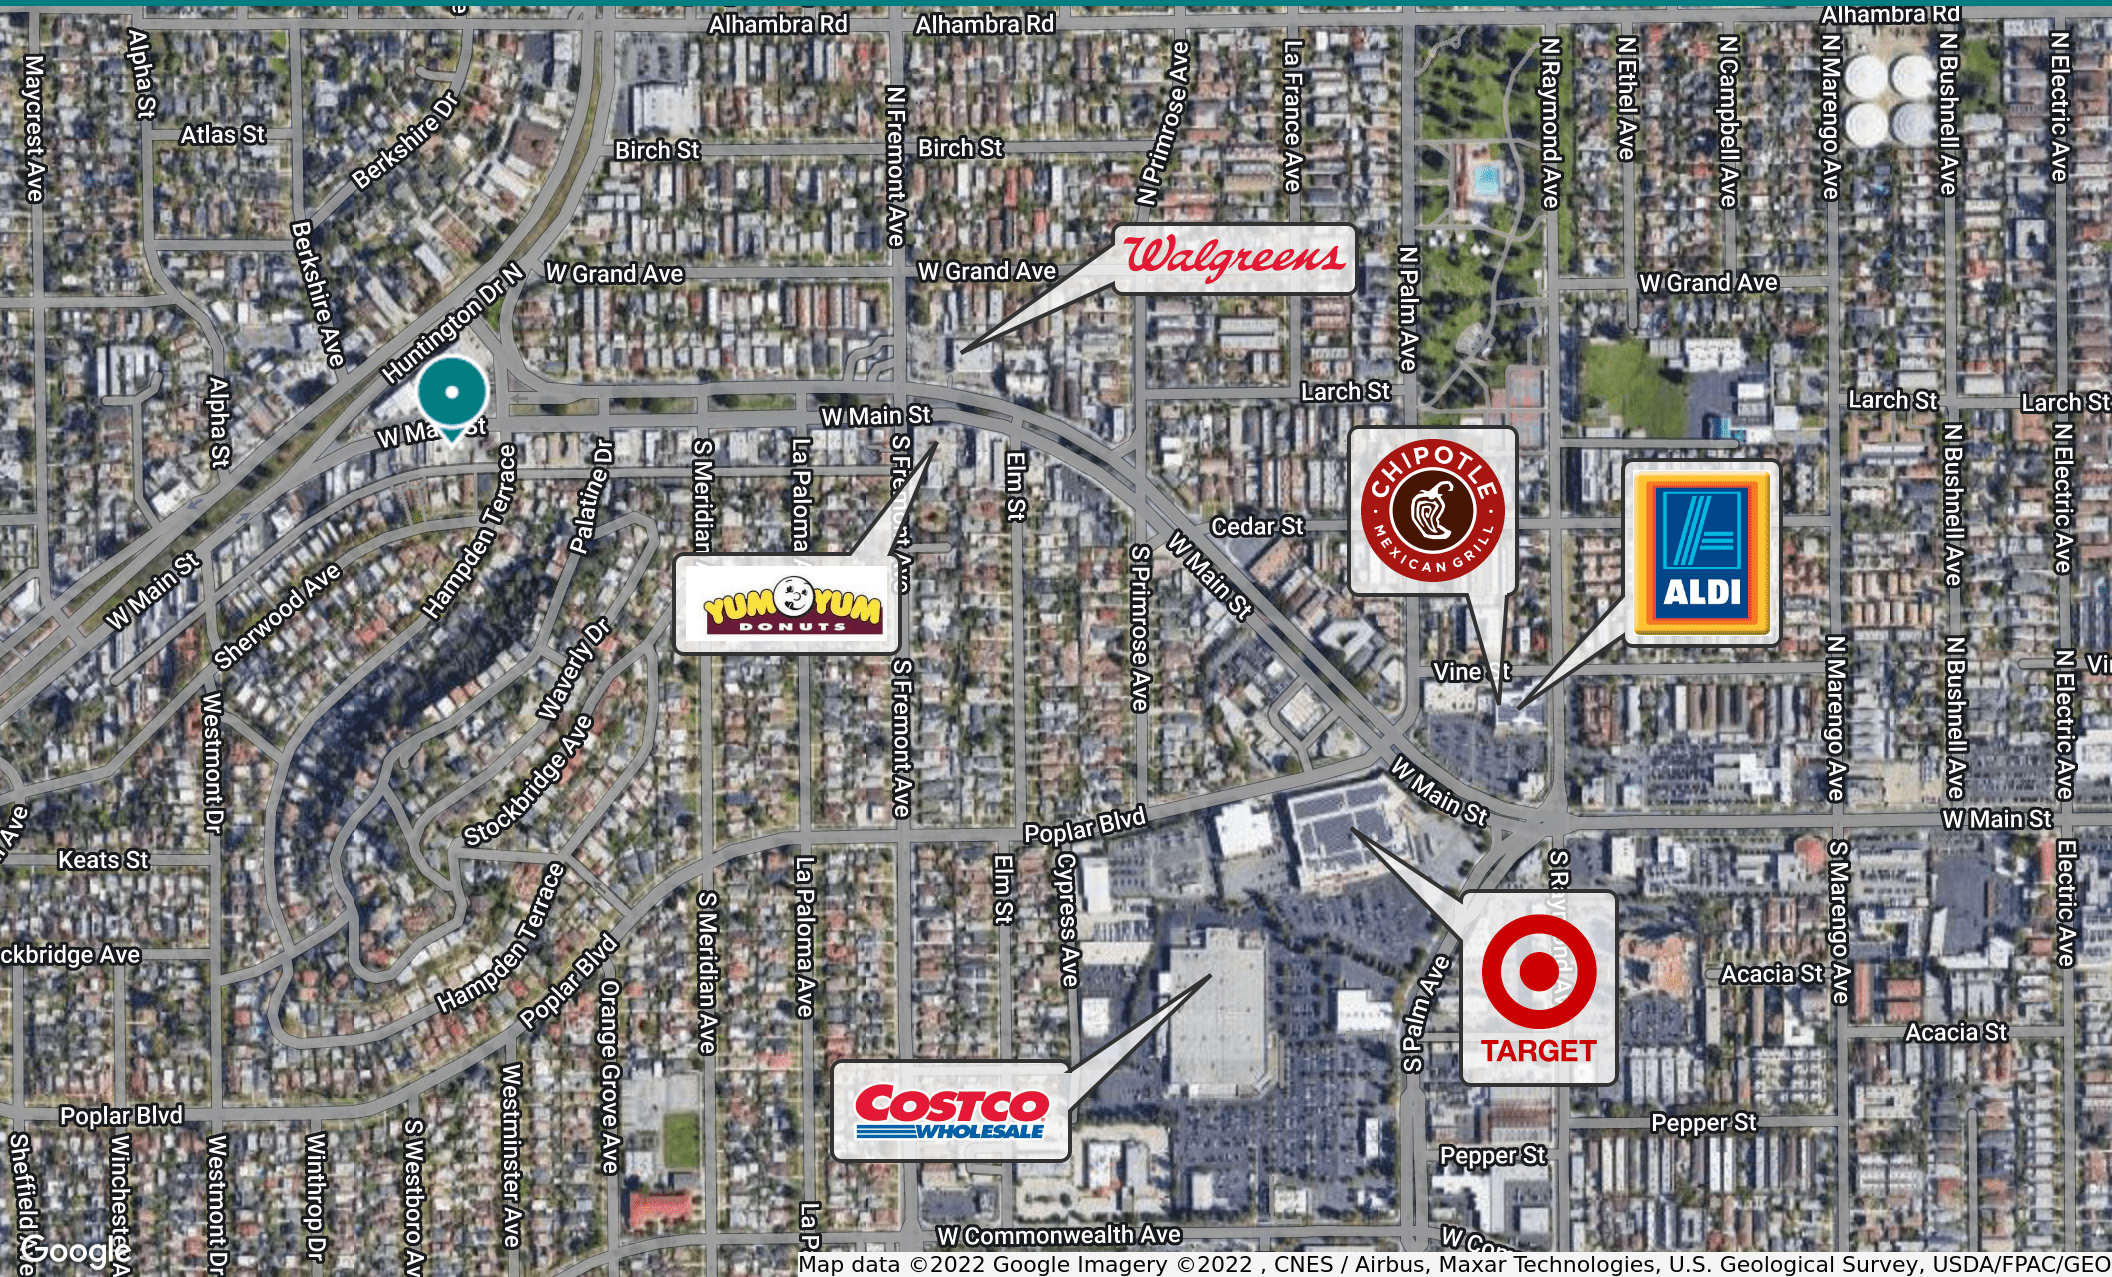 Alhambra Rd
Alhambra Rd
Alhambra Rd
Maycrest Ave
Alpha St
Atlas St
Berkshire Dr
Birch St
N Fremont Ave
Birch St
N Primrose Ave
La France Ave
N Raymond Ave
N Ethel Ave
N Campbell Ave
N Marengo Ave
N Bushnell Ave
N Electric Ave
Berkshire Ave
Huntington Dr N
W Grand Ave
W Grand Ave
Walgreens
N Palm Ave
W Grand Ave
Alpha St
W Main St
W Main St
Larch St
Larch St
Larch St
Hampden Terrace
Palatine Dr
S Meridian
La Paloma
S Fremont Ave
Elm St
Cedar St
CHIPOTLE
MEXICAN GRILL
ALDI
N Bushnell Ave
N Electric Ave
W Main St
Sherwood Ave
YUM YUM
DONUTS
S Primrose Ave
W Main St
Waverly Dr
Vine St
Westmont Dr
Stockbridge Ave
S Fremont Ave
N Marengo Ave
N Bushnell Ave
N Electric Ave
W Main St
W Main St
Poplar Blvd
Keats St
Hampden Terrace
S Meridian Ave
La Paloma Ave
Elm St
Cypress Ave
S Marengo Ave
Electric Ave
ckbridge Ave
Poplar Blvd
Orange Grove Ave
S Palm Ave
TARGET
Acacia St
Acacia St
COSTCO
WHOLESALE
Poplar Blvd
Pepper St
Pepper St
Westmont Dr
Winthrop Dr
Westminster Ave
W Commonwealth Ave
Google
Map data ©2022 Google Imagery ©2022 , CNES / Airbus, Maxar Technologies, U.S. Geological Survey, USDA/FPAC/GEO